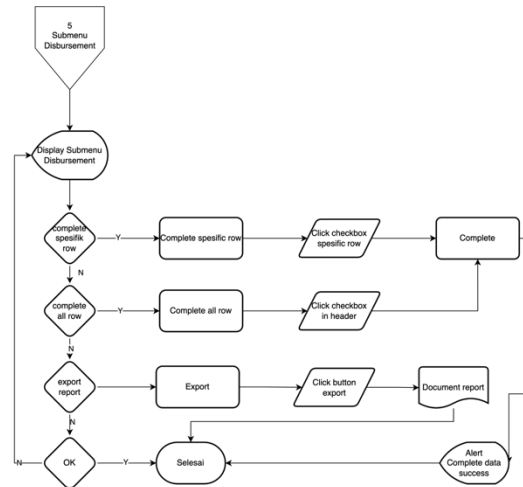 5
Submenu
Disbursement
Display Submenu
Disbursement
complete
spesifik
row
Y
Complete spesific row
Click checkbox
spesific row
Complete
N
complete
all row
Y
Complete all row
Click checkbox
in header
N
export
report
Export
Click button
export
Document report
N
OK
N
Y
Selesai
Alert
Complete data
success